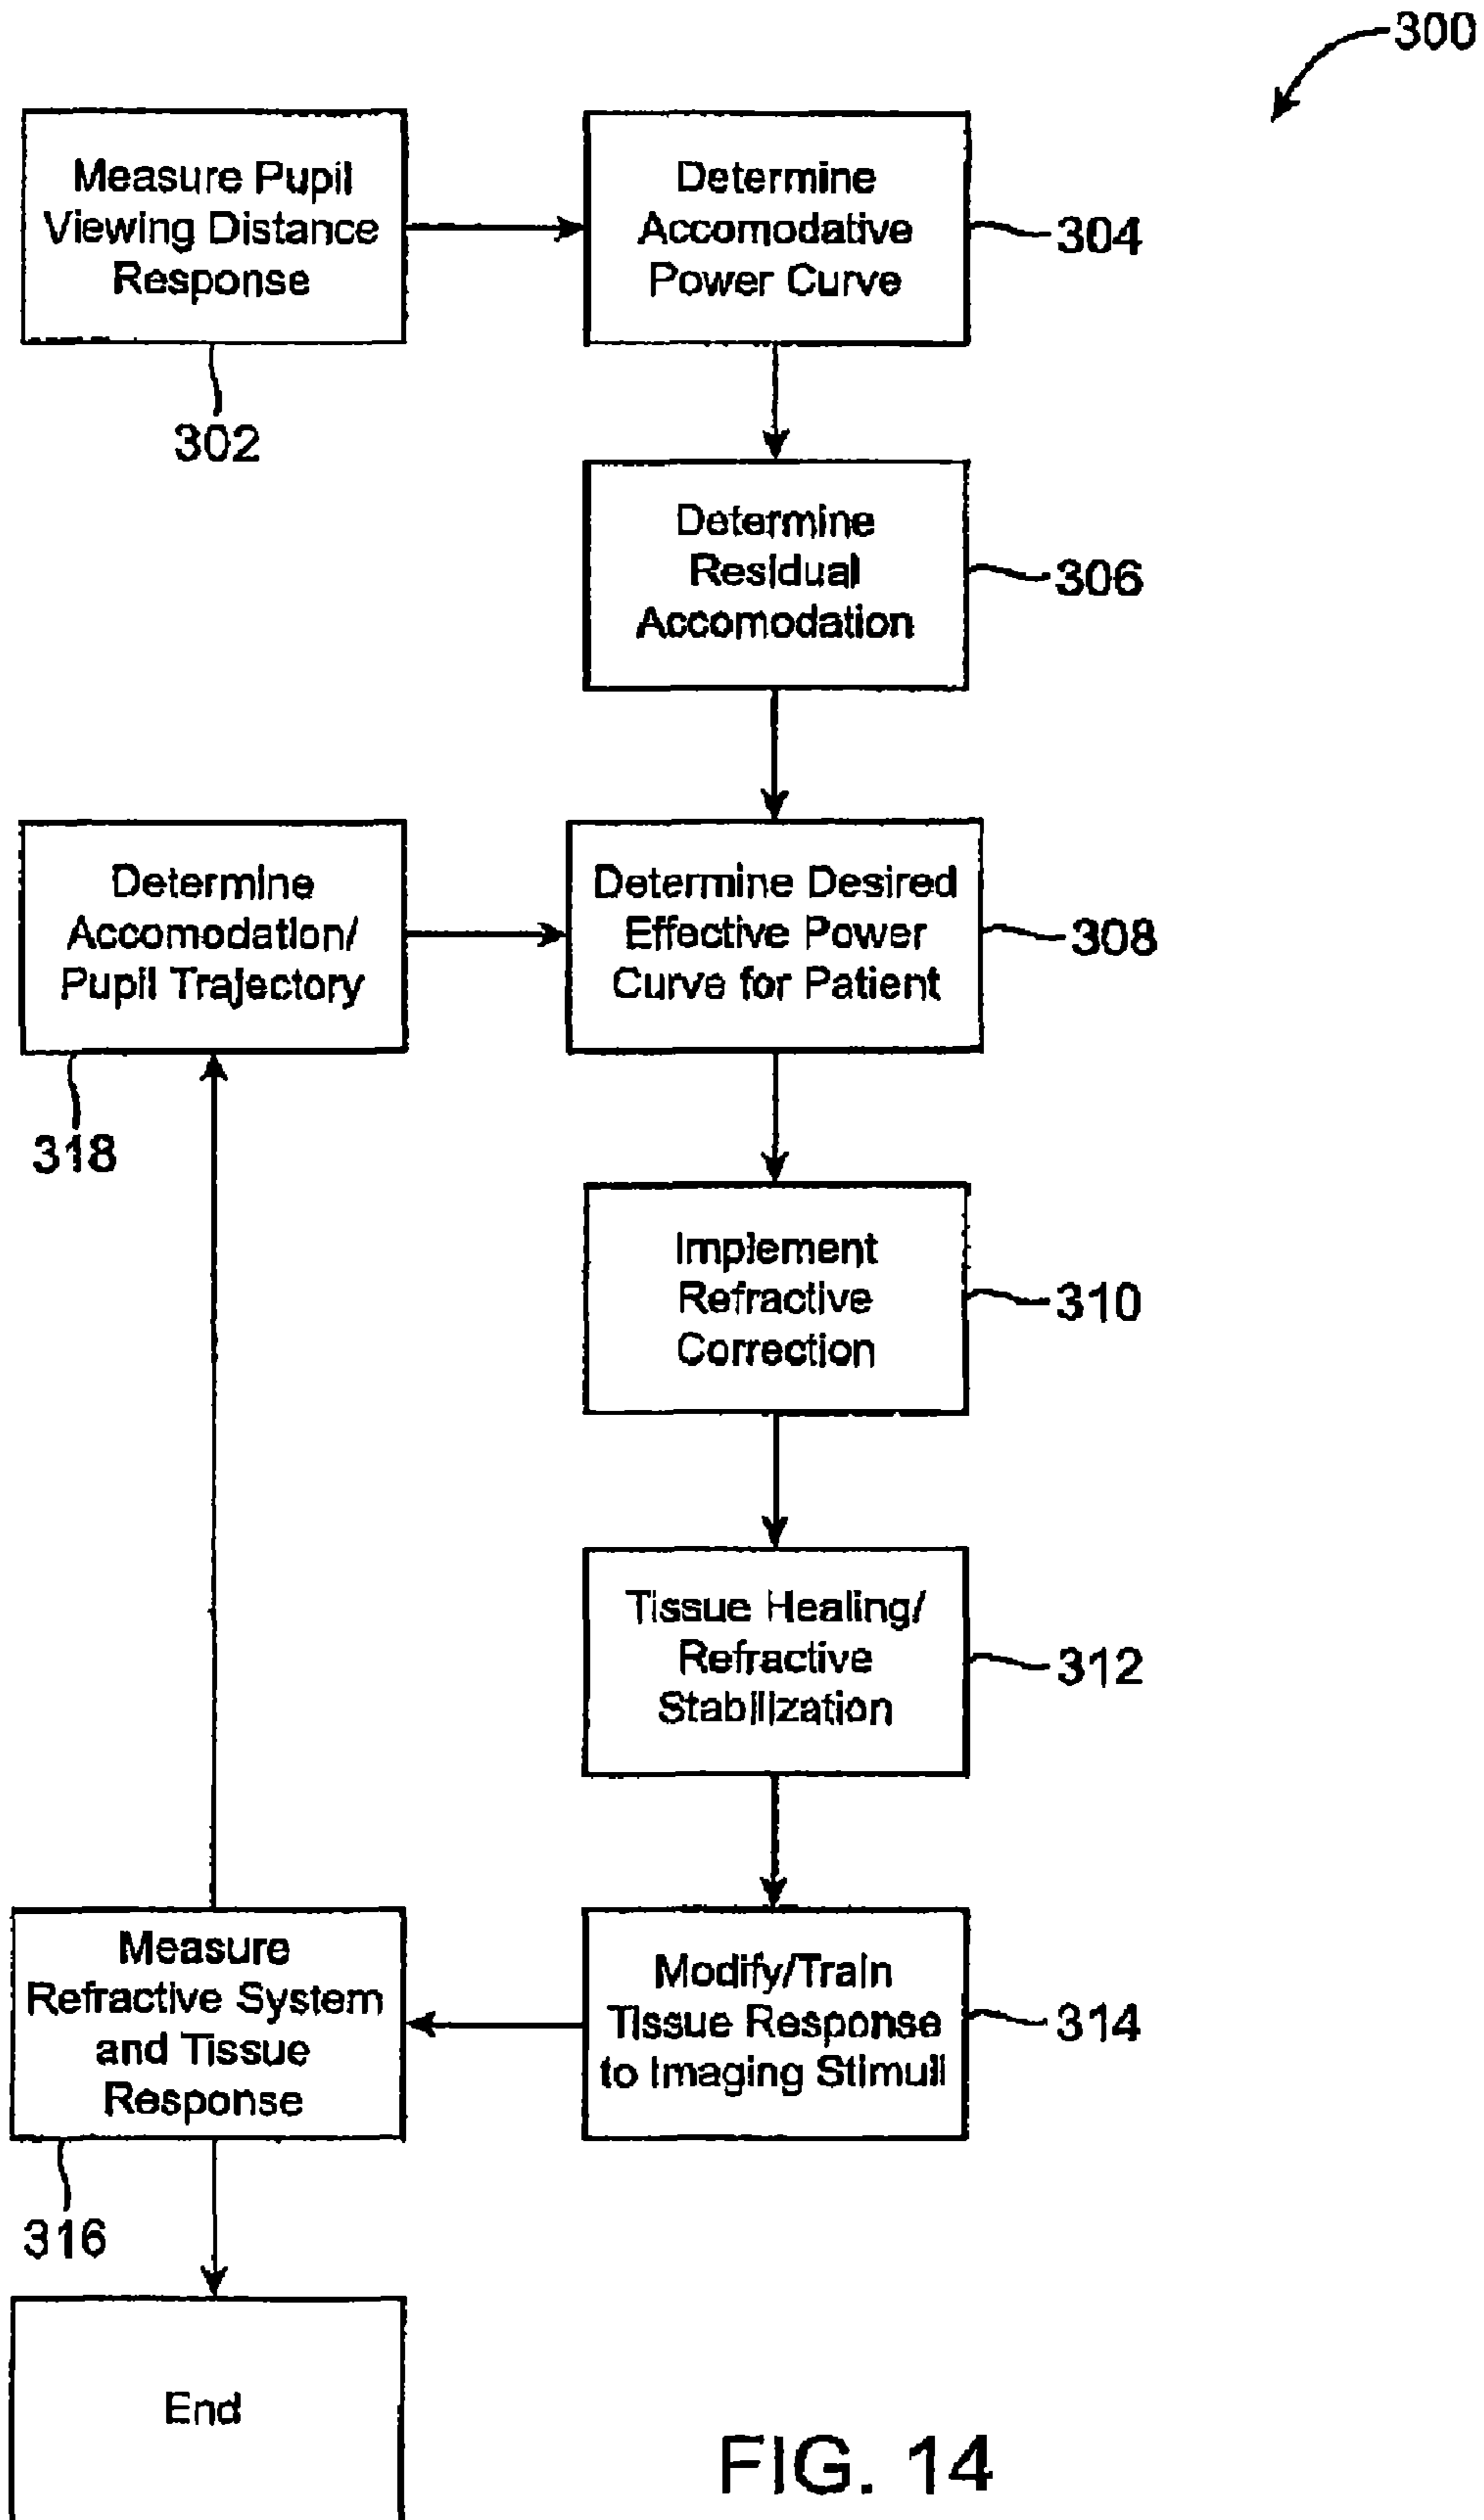 300
Measure Pupil
Viewing Distance
Response
302
Determine
Accomodative
Power Curve
304
Determine
Residual
Accomodation
306
Determine
Accomodation/
Pupil Trajectory
318
Determine Desired
Effective Power
Curve for Patient
308
Implement
Refractive
Correction
310
Tissue Healing/
Refractive
Stabilization
312
Measure
Refractive System
and Tissue
Response
316
Modify/Train
Tissue Response
to Imaging Stimuli
314
End
FIG. 14